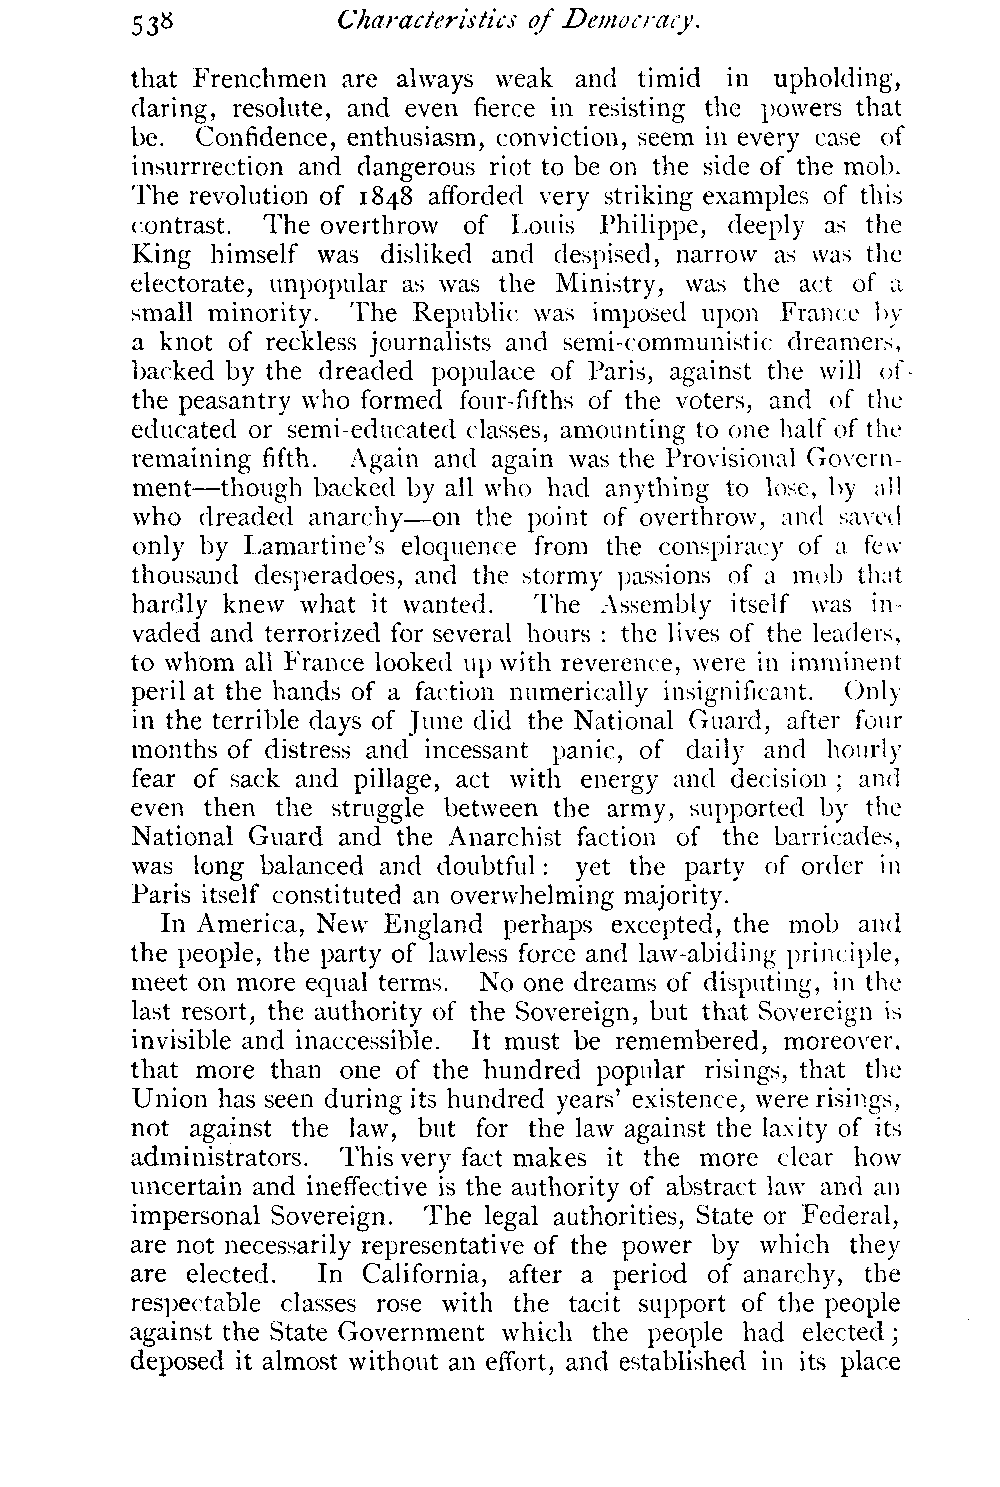 538 Characteristics of Democracy.
that Frenchmen are always weak and timid in upholding,
daring, resolute, and even fierce in resisting the powers that
be. Confidence, enthusiasm, conviction, seem in every case of
insurrrection and dangerous riot to be on the side of the mob.
The revolution of 1848 afforded very striking examples of this
contrast. The overthrow of Louis Philippe, deeply as the
King himself was disliked and despised, narrow as was the
electorate, unpopular as was the Ministry, was the act of a
small minority. The Republic was imposed upon France by
a knot of reckless journalists and semi-communistic dreamers,
backed by the dreaded populace of Paris, against the will of
the peasantry who formed four-fifths of the voters, and of the
educated or semi-educated classes, amounting to one half of the
remaining fifth. Again and again was the Provisional Govern-
ment—though backed by all who had anything to lose, by all
who dreaded anarchy—on the point of overthrow, and saved
only by Lamartine's eloquence from the conspiracy of a few
thousand desperadoes, and the stormy passions of a mob that
hardly knew what it wanted. The Assembly itself was in-
vaded and terrorized for several hours : the lives of the leaders,
to whom all France looked up with reverence, were in imminent
peril at the hands of a faction numerically insignificant. Only
in the terrible days of June did the National Guard, after four
months of distress and incessant panic, of daily and hourly
fear of sack and pillage, act with energy and decision ; and
even then the struggle between the army, supported by the
National Guard and the Anarchist faction of the barricades,
was long balanced and doubtful : yet the party of order in
Paris itself constituted an overwhelming majority.
In America, New England perhaps excepted, the mob and
the people, the party of lawless force and law-abiding principle,
meet on more equal terms. No one dreams of disputing, in the
last resort, the authority of the Sovereign, but that Sovereign is
invisible and inaccessible. It must be remembered, moreover,
that more than one of the hundred popular risings, that the
Union has seen during its hundred years' existence, were risings,
not against the law, but for the law against the laxity of its
administrators. This very fact makes it the more clear how
uncertain and ineffective is the authority of abstract law and an
impersonal Sovereign. The legal authorities, State or Federal,
are not necessarily representative of the power by which they
are elected. In California, after a period of anarchy, the
respectable classes rose with the tacit support of the people
against the State Government which the people had elected ;
deposed it almost without an effort, and established in its place